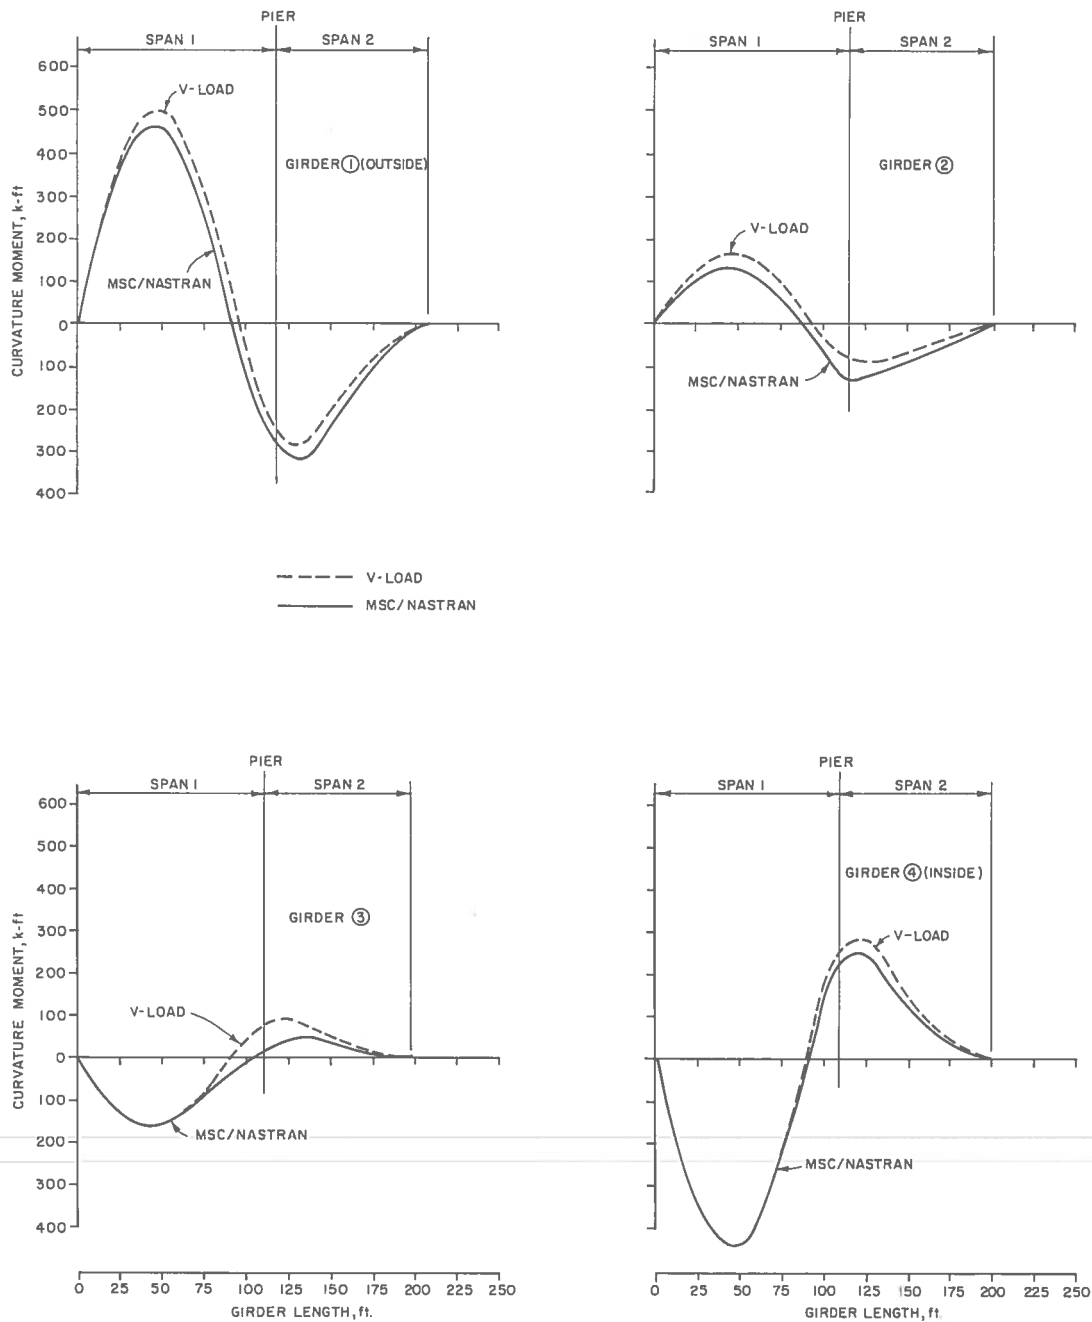 PIER
SPAN 1
SPAN 2
600
500
400
300
200
100
0
100
200
300
400
CURVATURE MOMENT, k-ft
V-LOAD
GIRDER 1 (OUTSIDE)
MSC/NASTRAN
PIER
SPAN 1
SPAN 2
GIRDER 2
V-LOAD
MSC/NASTRAN
V-LOAD
MSC/NASTRAN
PIER
SPAN 1
SPAN 2
600
500
400
300
200
100
0
100
200
300
400
CURVATURE MOMENT, k-ft
GIRDER 3
V-LOAD
MSC/NASTRAN
0 25 50 75 100 125 150 175 200 225 250
GIRDER LENGTH, ft.
PIER
SPAN 1
SPAN 2
GIRDER 4 (INSIDE)
V-LOAD
MSC/NASTRAN
0 25 50 75 100 125 150 175 200 225 250
GIRDER LENGTH, ft.